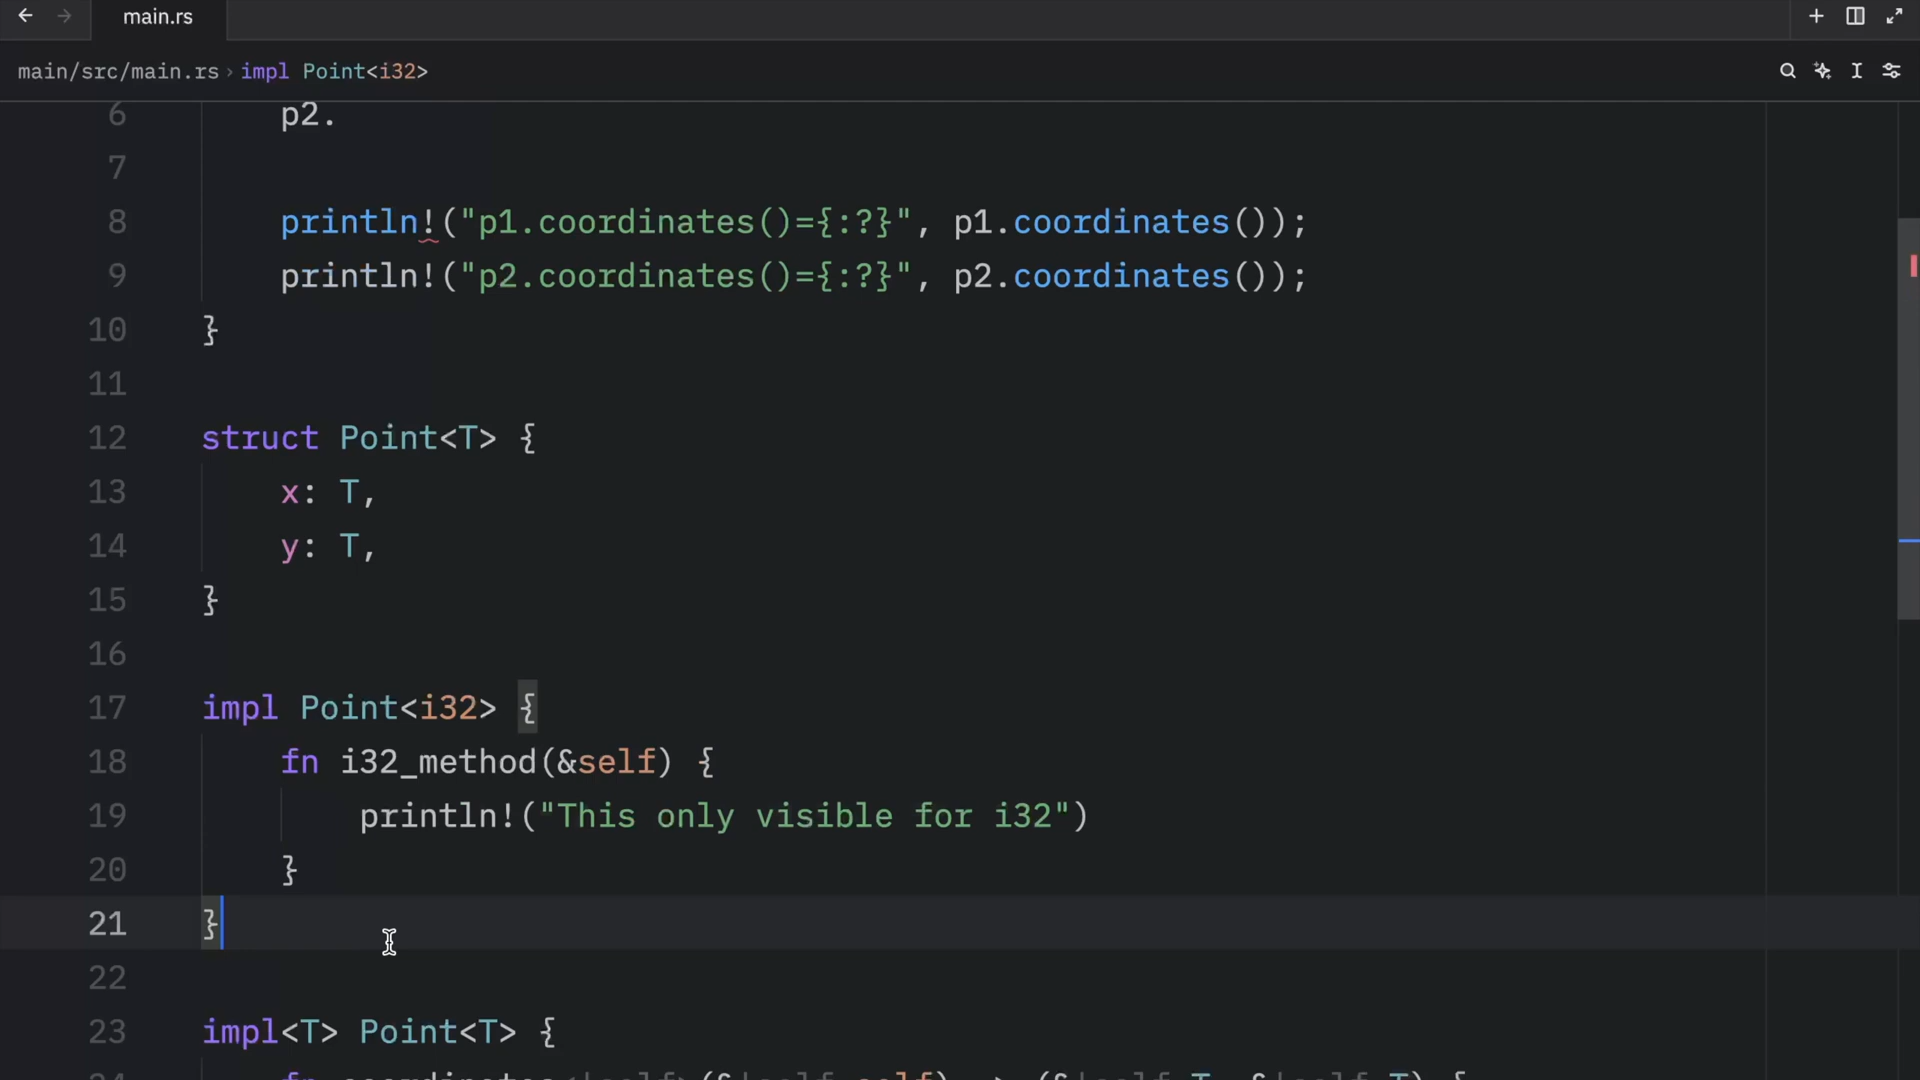 main.rs
main/src/main.rs › impl Point<i32>
6 p2.
7
8 println!("p1.coordinates()={:?}", p1.coordinates());
9 println!("p2.coordinates()={:?}", p2.coordinates());
10 }
11
12 struct Point<T> {
13 x: T,
14 y: T,
15 }
16
17 impl Point<i32> {
18 fn i32_method(&self) {
19 println!("This only visible for i32")
20 }
21 }
22
23 impl<T> Point<T> {